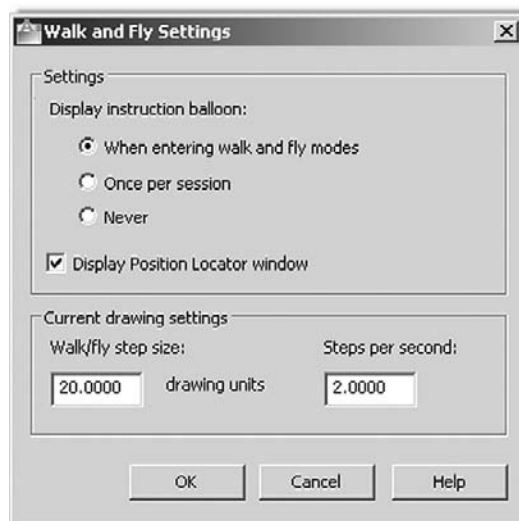 Walk and Fly Settings
Settings
Display instruction balloon:
When entering walk and fly modes
Once per session
Never
Display Position Locator window
Current drawing settings
Walk/fly step size: Steps per second:
20.0000 drawing units 2.0000
OK Cancel Help